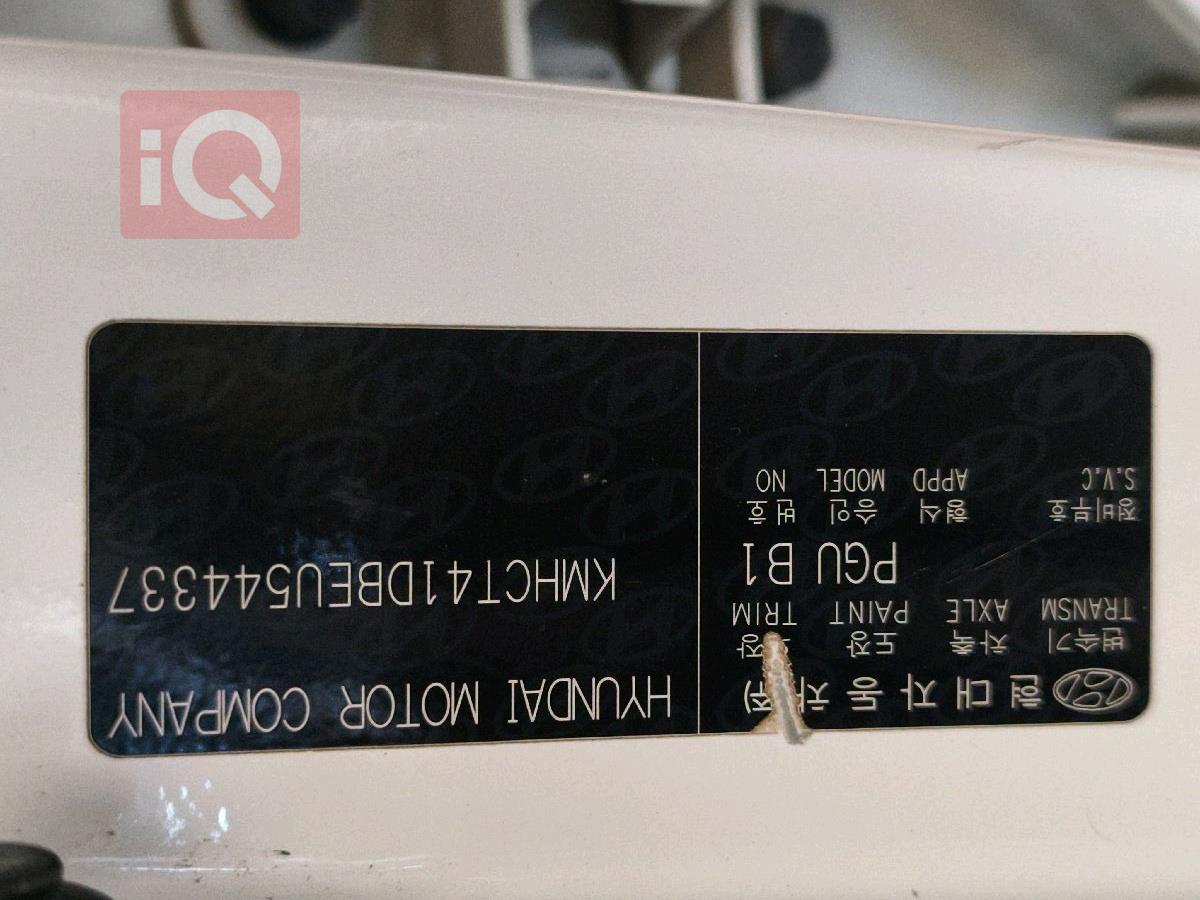 iQ
현대자동차(주)
변속기 차축 도장
TRANSM AXLE PAINT TRIM
PGU B1
정비부호 형식 승인 번호
S.V.C APPD MODEL NO
HYUNDAI MOTOR COMPANY
KMHCT41DBEU544337